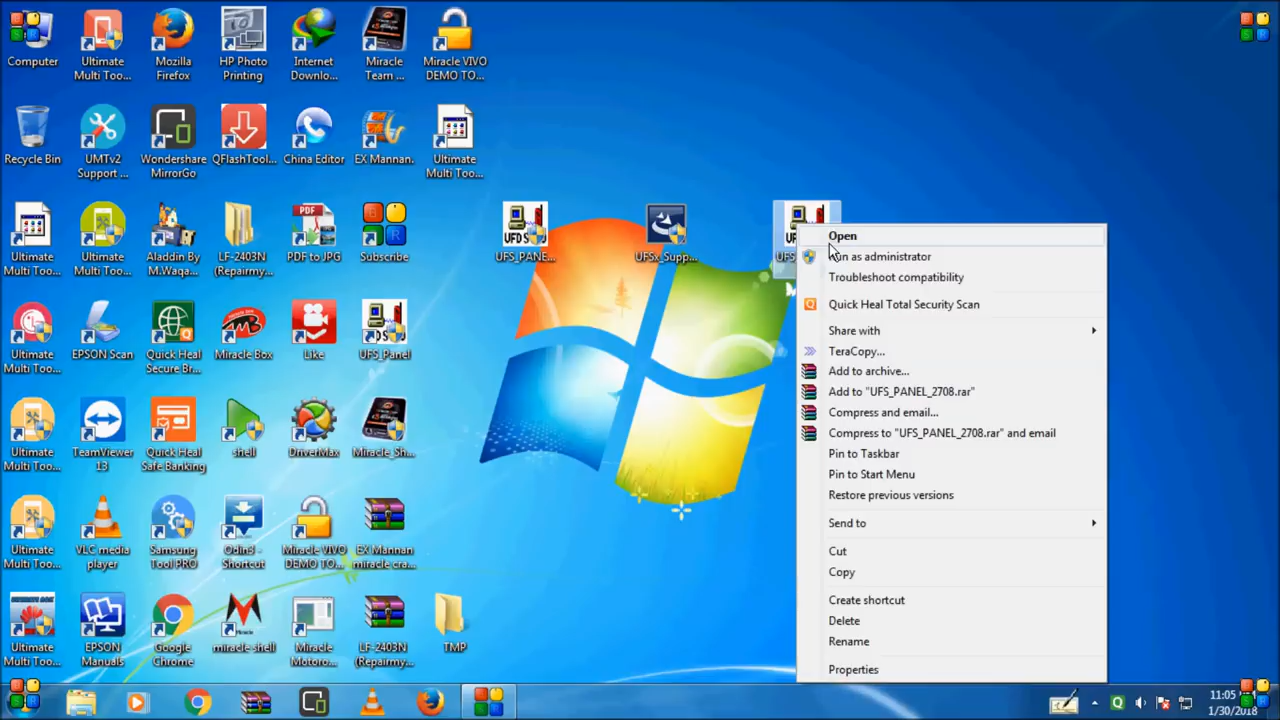 Computer
Ultimate
Multi Too...
Mozilla
Firefox
HP Photo
Printing
Internet
Downlo...
Miracle
Team ...
Miracle VIVO
DEMO TO...
Recycle Bin
UMTv2
Support ...
Wondershare
MirrorGo
QFlashTool...
China Editor
EX Mannan.
Ultimate
Multi Too...
Ultimate
Multi Too...
Ultimate
Multi Too...
Aladdin By
M.Waqa...
LF-2403N
(Repairmy...
PDF
PDF to JPG
S
R
Subscribe
UFD S
UFS_PANE...
UFSx_Supp...
Ultimate
Multi Too...
EPSON Scan
Quick Heal
Secure Br...
Miracle Box
Like
UFD S
UFS_Panel
Ultimate
Multi Too...
TeamViewer
13
Quick Heal
Safe Banking
shell
DriverMax
Miracle_Sh...
Ultimate
Multi Too...
VLC media
player
Samsung
Tool PRO
Odin3 -
Shortcut
Miracle VIVO
DEMO TO...
EX Mannan
miracle cra...
Ultimate
Multi Too...
EPSON
Manuals
Google
Chrome
miracle shell
Miracle
Motoro...
LF-2403N
(Repairmy...
TMP
Open
Run as administrator
Troubleshoot compatibility
Quick Heal Total Security Scan
Share with
TeraCopy...
Add to archive...
Add to "UFS_PANEL_2708.rar"
Compress and email...
Compress to "UFS_PANEL_2708.rar" and email
Pin to Taskbar
Pin to Start Menu
Restore previous versions
Send to
Cut
Copy
Create shortcut
Delete
Rename
Properties
11:05
1/30/2018